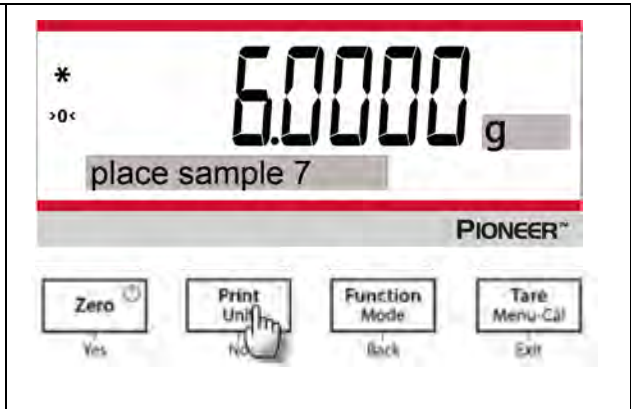 *
>0<
6.0000 g
place sample 7
PIONEER™
Zero Print Unit Function Mode Tare Menu-Cal
Yes No Back Exit